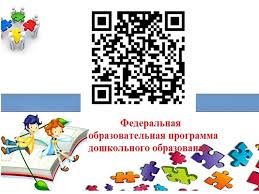 Федеральная
образовательная программа
дошкольного образования